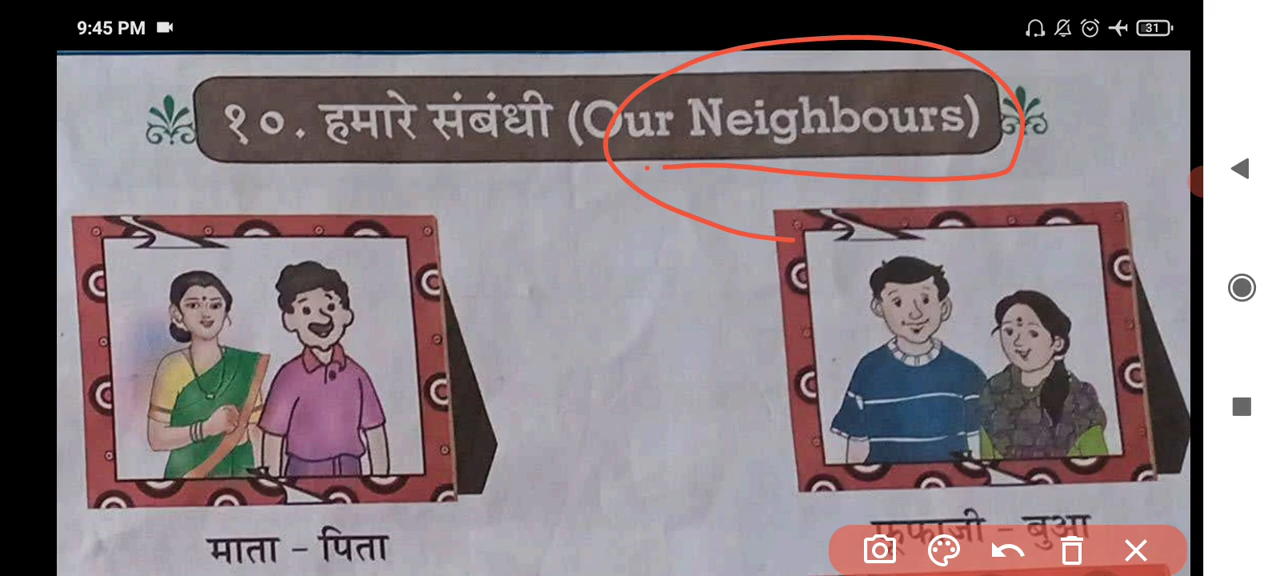 9:45 PM
31
१०. हमारे संबंधी (Our Neighbours)
माता – पिता
फूफाजी – बुआ